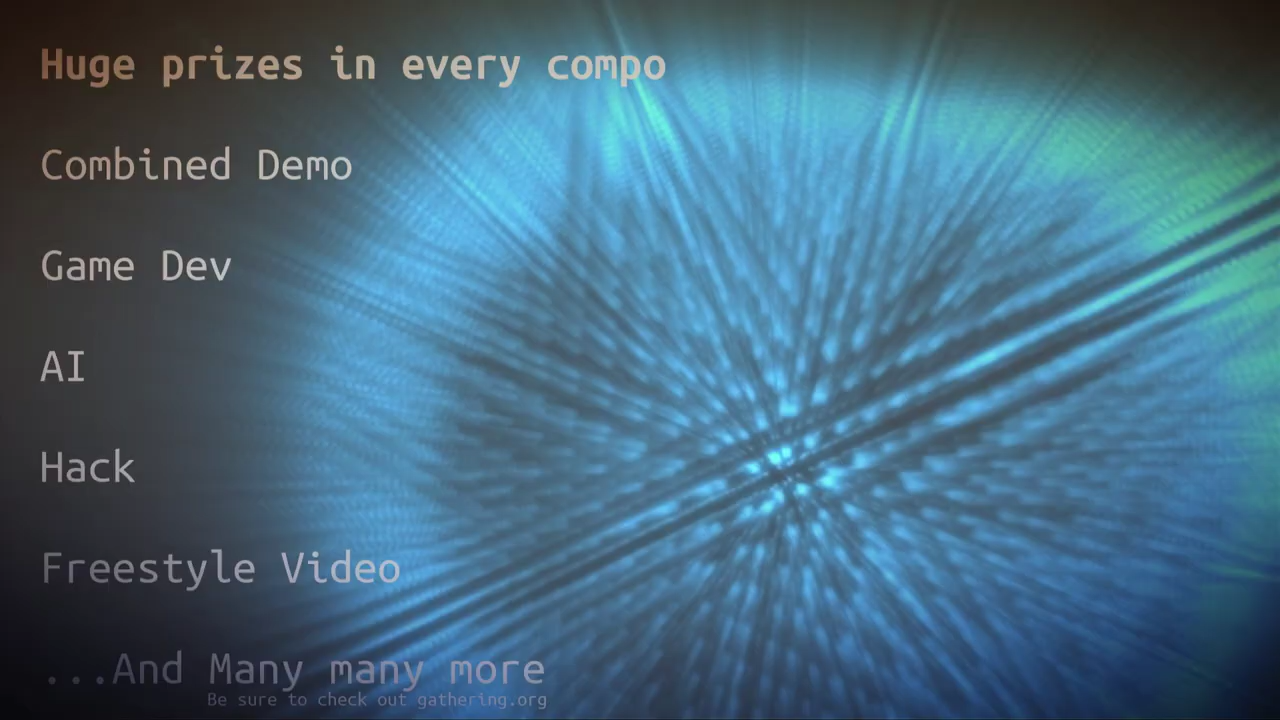 Huge prizes in every compo
Combined Demo
Game Dev
AI
Hack
Freestyle Video
...And Many many more
Be sure to check out gathering.org